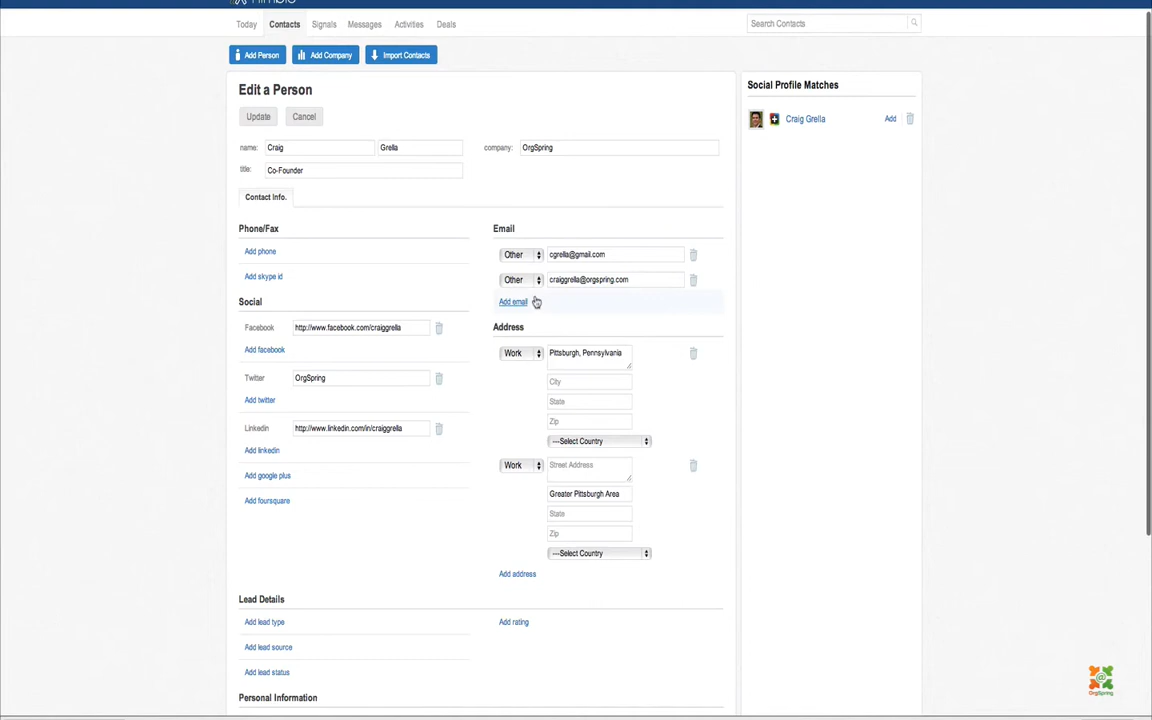 Today Contacts Signals Messages Activities Deals Search Contacts
Add Person Add Company Import Contacts
Edit a Person
Update Cancel
name: Craig Grella company: OrgSpring
title: Co-Founder
Contact Info.
Phone/Fax
Add phone
Add skype id
Social
Facebook http://www.facebook.com/craiggrella
Add facebook
Twitter OrgSpring
Add twitter
Linkedin http://www.linkedin.com/in/craiggrella
Add linkedin
Add google plus
Add foursquare
Email
Other cgrella@gmail.com
Other craiggrella@orgspring.com
Add email
Address
Work Pittsburgh, Pennsylvania
City
State
Zip
---Select Country
Work Street Address
Greater Pittsburgh Area
State
Zip
---Select Country
Add address
Lead Details
Add lead type
Add rating
Add lead source
Add lead status
Personal Information
Social Profile Matches
Craig Grella Add
OrgSpring